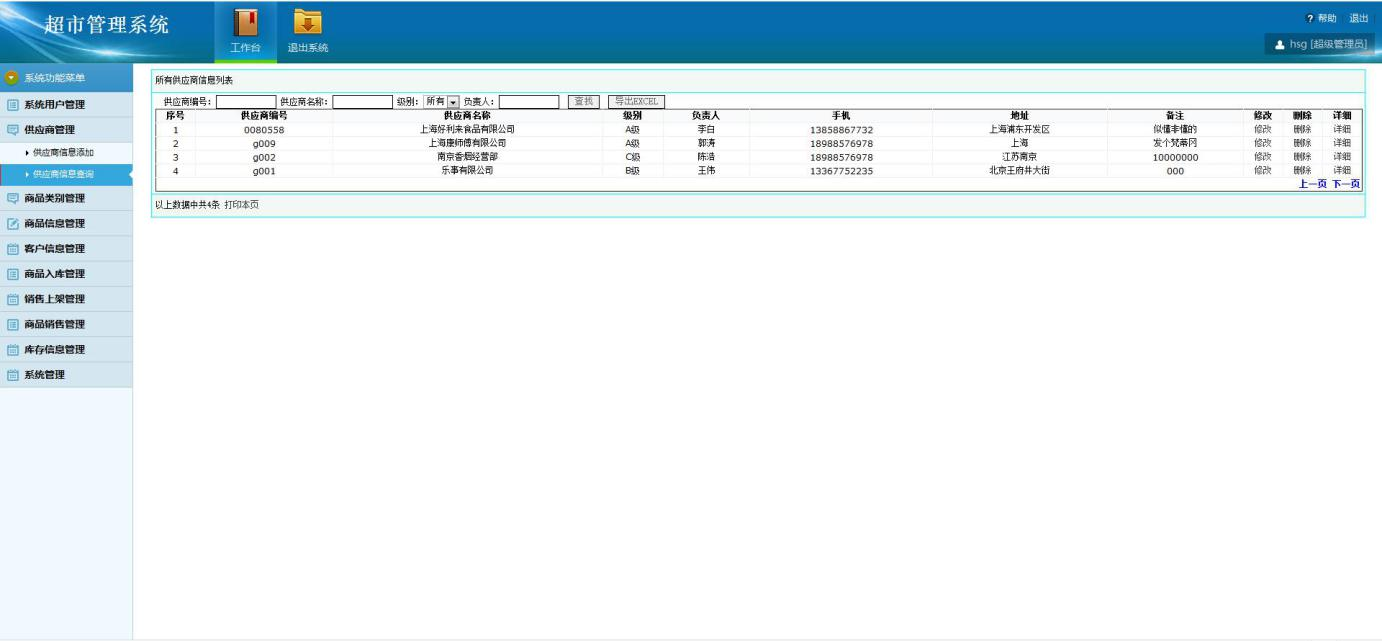 超市管理系统
工作台
退出系统
? 帮助 退出
hsg [超级管理员]
系统功能菜单
系统用户管理
供应商管理
供应商信息添加
供应商信息查询
商品类别管理
商品信息管理
客户信息管理
商品入库管理
销售上架管理
商品销售管理
库存信息管理
系统管理
所有供应商信息列表
供应商编号: 供应商名称: 级别: 所有 负责人: 查找 导出EXCEL
序号 供应商编号 供应商名称 级别 负责人 手机 地址 备注 修改 删除 详细
1 0080558 上海好利来食品有限公司 A级 李白 13858867732 上海浦东开发区 似懂非懂的 修改 删除 详细
2 g009 上海康师傅有限公司 A级 郭涛 18988576978 上海 发个梵蒂冈 修改 删除 详细
3 g002 南京香烟经营部 C级 陈浩 18988576978 江苏南京 10000000 修改 删除 详细
4 g001 乐事有限公司 B级 王伟 13367752235 北京王府井大街 000 修改 删除 详细
上一页 下一页
以上数据中共4条 打印本页